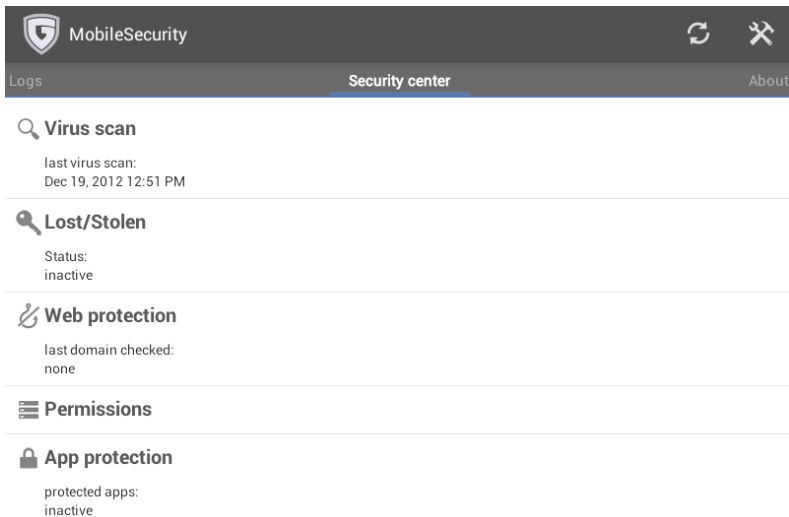 MobileSecurity
Logs Security center About
Virus scan
last virus scan:
Dec 19, 2012 12:51 PM
Lost/Stolen
Status:
inactive
Web protection
last domain checked:
none
Permissions
App protection
protected apps:
inactive